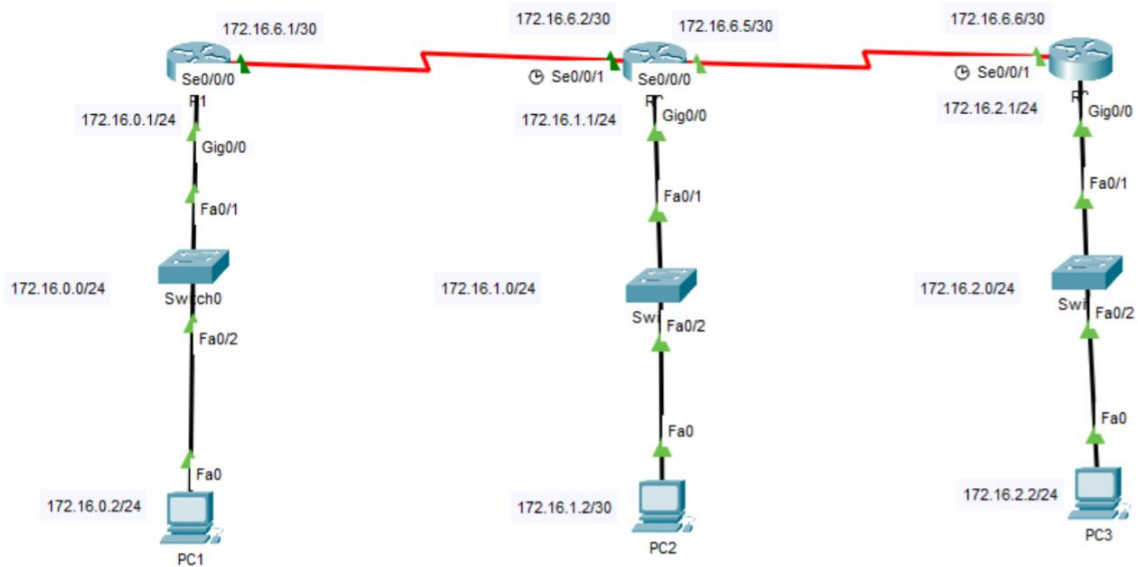 172.16.6.1/30
172.16.6.2/30
172.16.6.5/30
172.16.6.6/30
Se0/0/0
Se0/0/1
Se0/0/0
Se0/0/1
172.16.0.1/24
Gig0/0
172.16.1.1/24
Gig0/0
172.16.2.1/24
Gig0/0
Fa0/1
Fa0/1
Fa0/1
172.16.0.0/24
Switch0
172.16.1.0/24
Swi
172.16.2.0/24
Swi
Fa0/2
Fa0/2
Fa0/2
Fa0
Fa0
Fa0
172.16.0.2/24
PC1
172.16.1.2/30
PC2
172.16.2.2/24
PC3